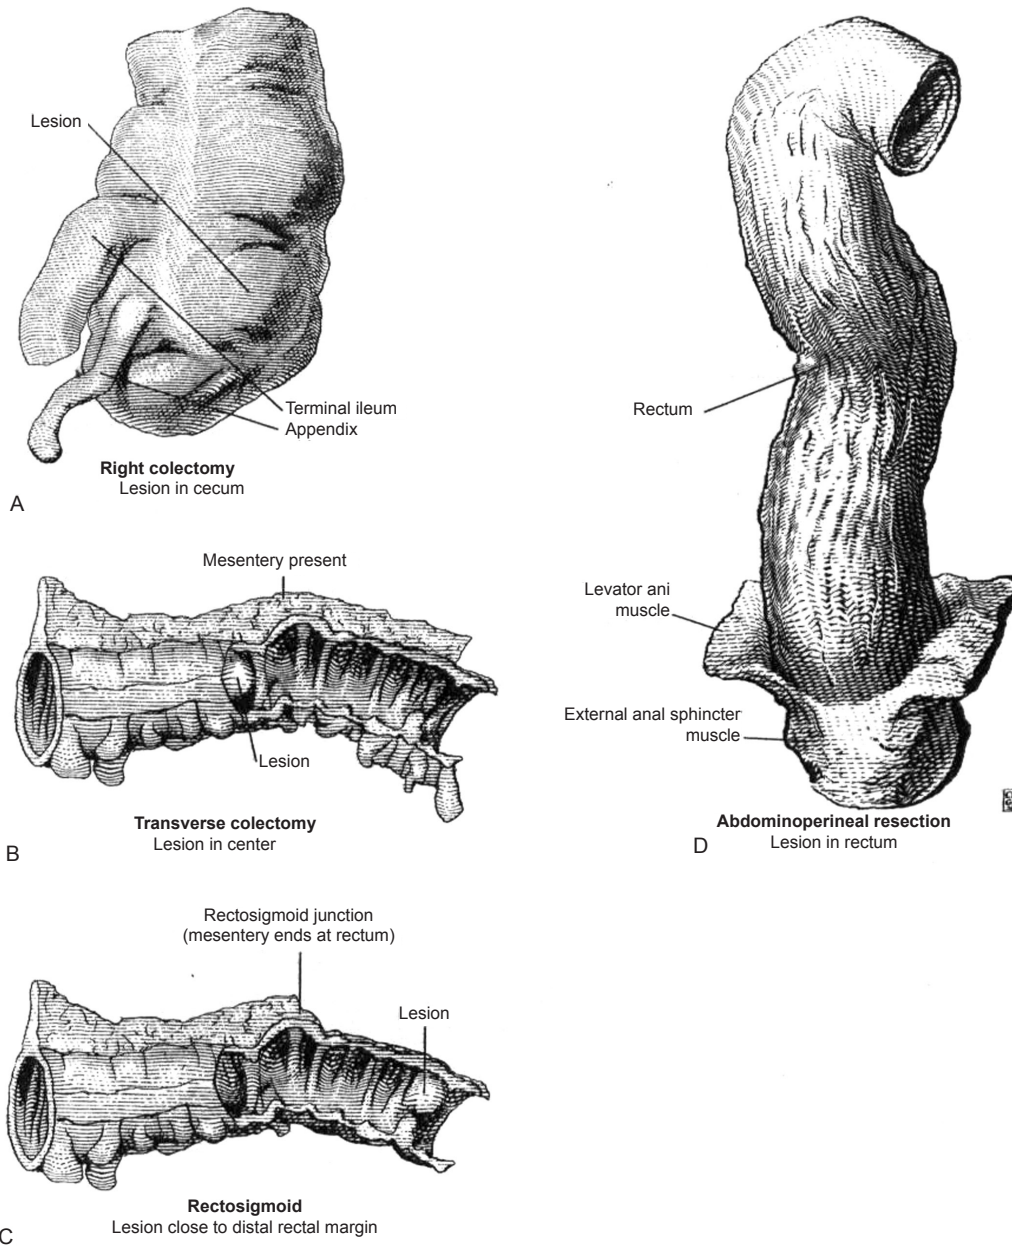 Lesion
Terminal ileum
Appendix
Right colectomy
Lesion in cecum
A
Mesentery present
Lesion
Transverse colectomy
Lesion in center
B
Rectosigmoid junction
(mesentery ends at rectum)
Lesion
Rectosigmoid
Lesion close to distal rectal margin
C
Rectum
Levator ani
muscle
External anal sphincter
muscle
Abdominoperineal resection
Lesion in rectum
D